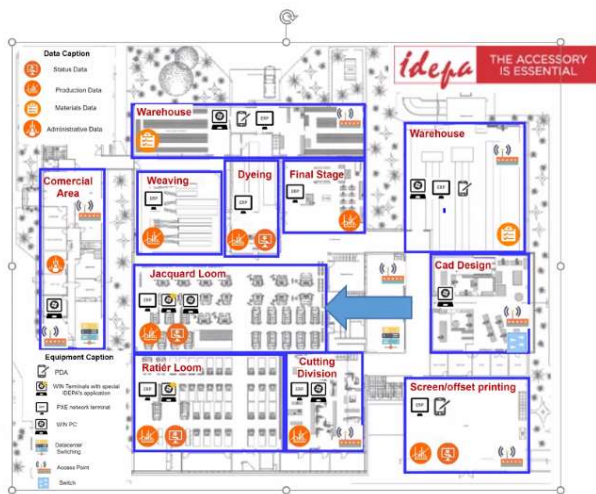 Data Caption
Status Data
Production Data
Materials Data
Administrative Data
idepa
THE ACCESSORY
IS ESSENTIAL
Warehouse
Warehouse
Comercial
Area
Weaving
Dyeing
Final Stage
Jacquard Loom
Cad Design
Ratiér Loom
Cutting
Division
Screen/offset printing
Equipment Caption
PDA
WIN Terminals with special
IDEPA's application
PXE network terminal
WIN PC
Datacenter
Switching
Access Point
Switch
ERP
ERP
ERP
ERP
ERP
ERP
ERP
ERP
ERP
ERP